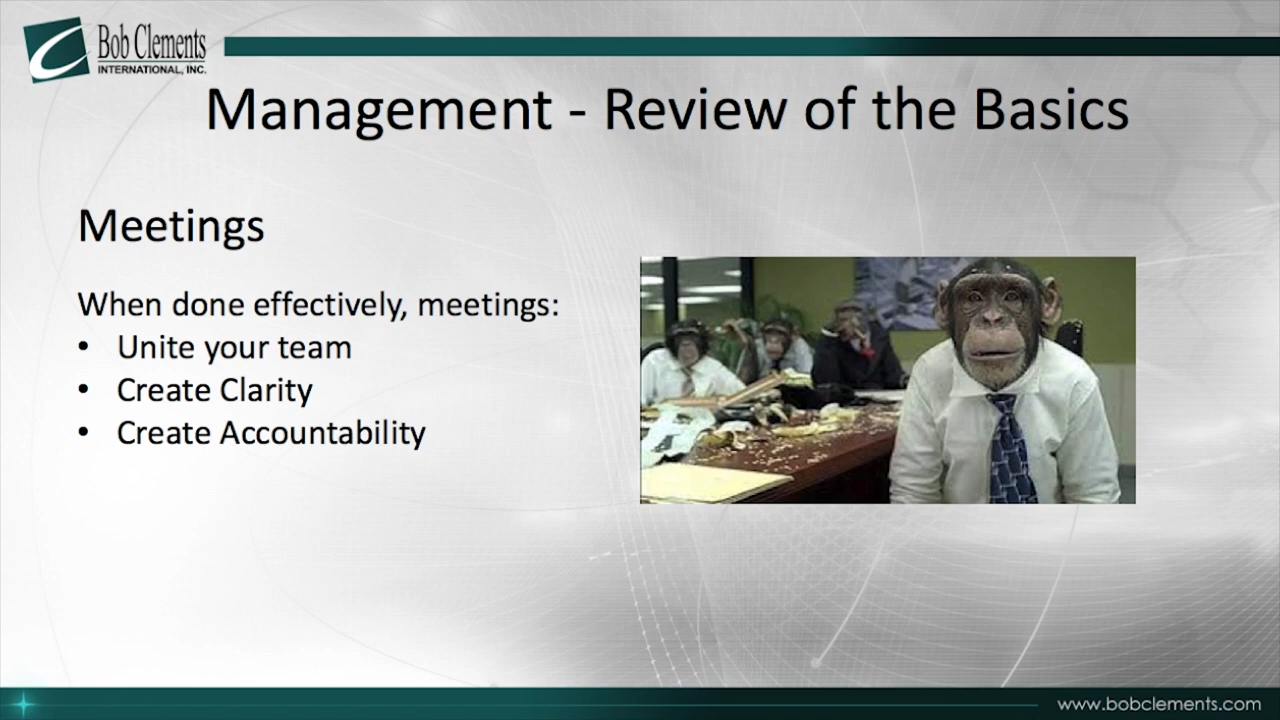 Bob Clements
INTERNATIONAL, INC.
Management - Review of the Basics
Meetings
When done effectively, meetings:
• Unite your team
• Create Clarity
• Create Accountability
www.bobclements.com